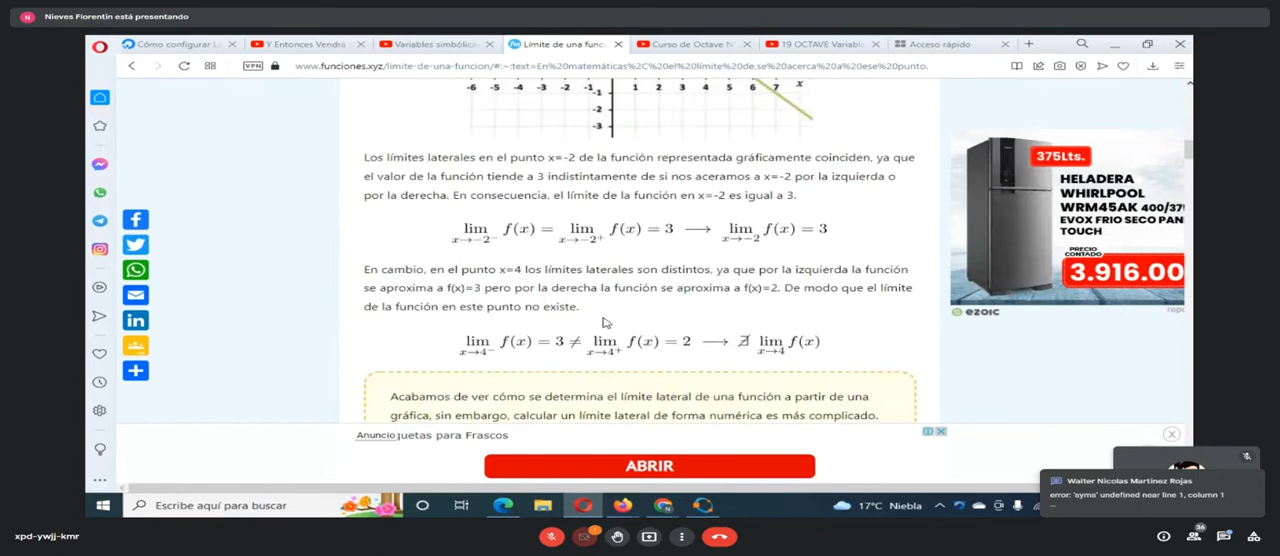 N Nieves Florentín está presentando
Cómo configurar La
Y Entonces Vendrá
Variables simbólic
Límite de una func
Curso de Octave N°
19 OCTAVE Variabl
Acceso rápido
VPN
www.funciones.xyz/limite-de-una-funcion/#:~:text=En%20matemáticas%2C%20el%20límite%20de,se%20acerca%20a%20ese%20punto.
-6 -5 -4 -3 -2 -1 1 2 3 4 5 6 7 x
-1
-2
-3
Los límites laterales en el punto x=-2 de la función representada gráficamente coinciden, ya que
el valor de la función tiende a 3 indistintamente de si nos aceramos a x=-2 por la izquierda o
por la derecha. En consecuencia, el límite de la función en x=-2 es igual a 3.
lim x→-2⁻ f(x) = lim x→-2⁺ f(x) = 3 ⟶ lim x→-2 f(x) = 3
En cambio, en el punto x=4 los límites laterales son distintos, ya que por la izquierda la función
se aproxima a f(x)=3 pero por la derecha la función se aproxima a f(x)=2. De modo que el límite
de la función en este punto no existe.
lim x→4⁻ f(x) = 3 ≠ lim x→4⁺ f(x) = 2 ⟶ ∄ lim x→4 f(x)
Acabamos de ver cómo se determina el límite lateral de una función a partir de una
gráfica, sin embargo, calcular un límite lateral de forma numérica es más complicado.
375Lts.
HELADERA
WHIRLPOOL
WRM45AK 400/375
EVOX FRIO SECO PAN
TOUCH
PRECIO
CONTADO
3.916.00
ezoic
Anuncio
quetas para Frascos
ABRIR
Walter Nicolas Martinez Rojas
error: 'syms' undefined near line 1, column 1
...
Escribe aquí para buscar
17°C Niebla
xpd-ywjj-kmr
1
36